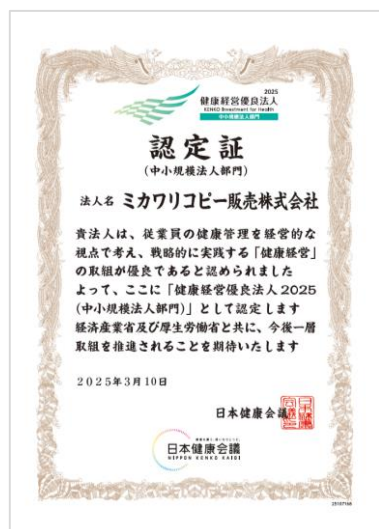 2025
健康経営優良法人
KENKO Investment for Health
中小規模法人部門
認定証
(中小規模法人部門)
法人名 ミカワリコピー販売株式会社
貴法人は、従業員の健康管理を経営的な
視点で考え、戦略的に実践する「健康経営」
の取組が優良であると認められました
よって、ここに「健康経営優良法人2025
(中小規模法人部門)」として認定します
経済産業省及び厚生労働省と共に、今後一層
取組を推進されることを期待いたします
2025年3月10日
日本健康会議
日本健康会議
NIPPON KENKO KAIGI